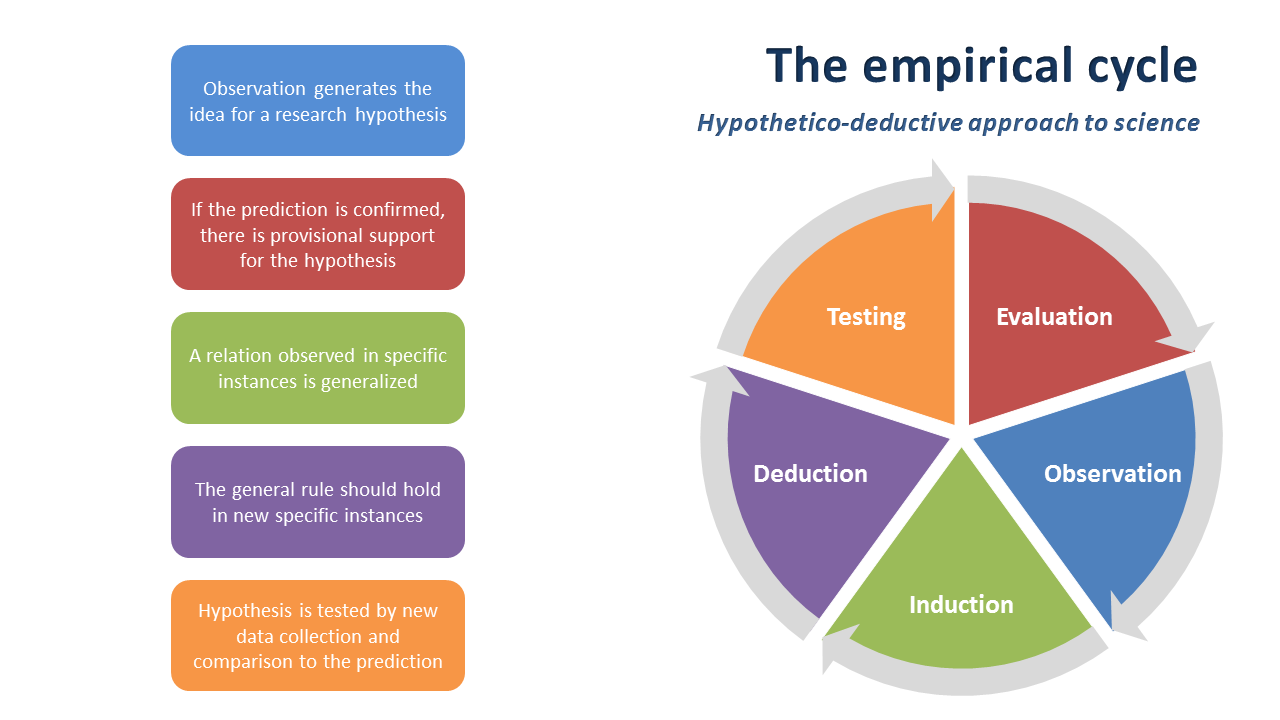 The empirical cycle
Hypothetico-deductive approach to science
Observation generates the
idea for a research hypothesis
If the prediction is confirmed,
there is provisional support
for the hypothesis
A relation observed in specific
instances is generalized
The general rule should hold
in new specific instances
Hypothesis is tested by new
data collection and
comparison to the prediction
Testing
Evaluation
Deduction
Observation
Induction